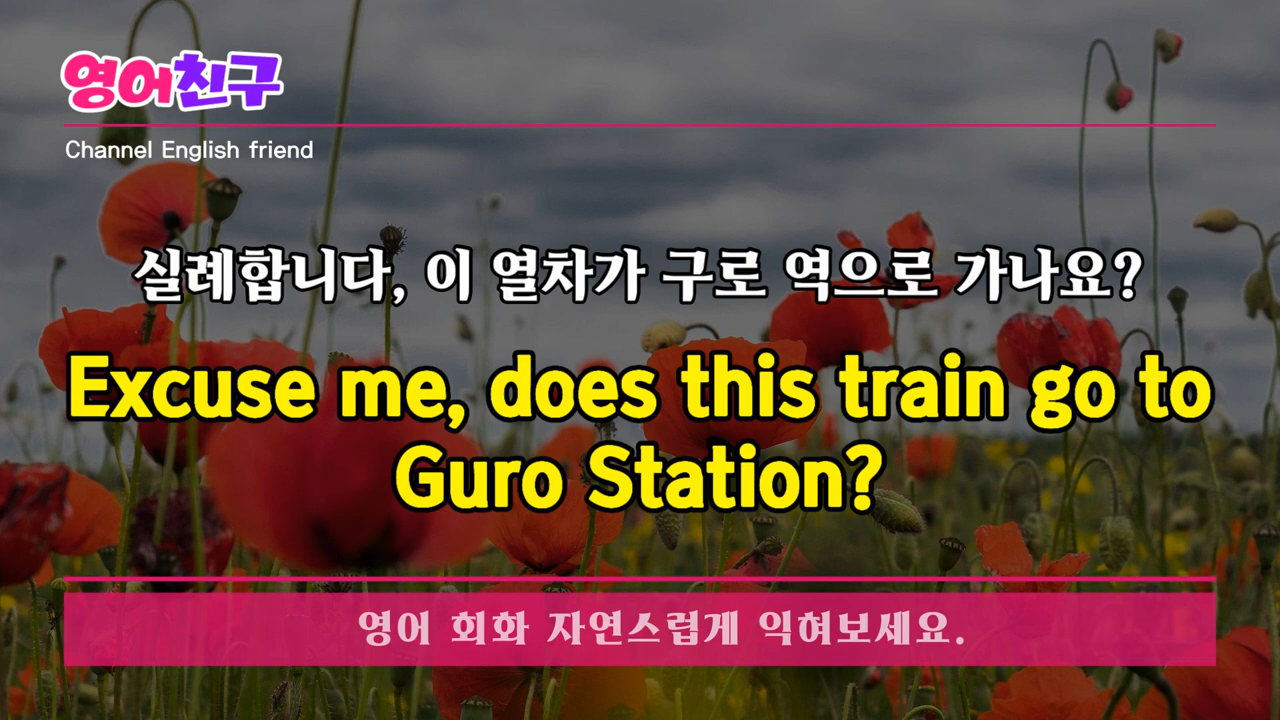 영어친구
Channel English friend
실례합니다, 이 열차가 구로 역으로 가나요?
Excuse me, does this train go to
Guro Station?
영어 회화 자연스럽게 익혀보세요.